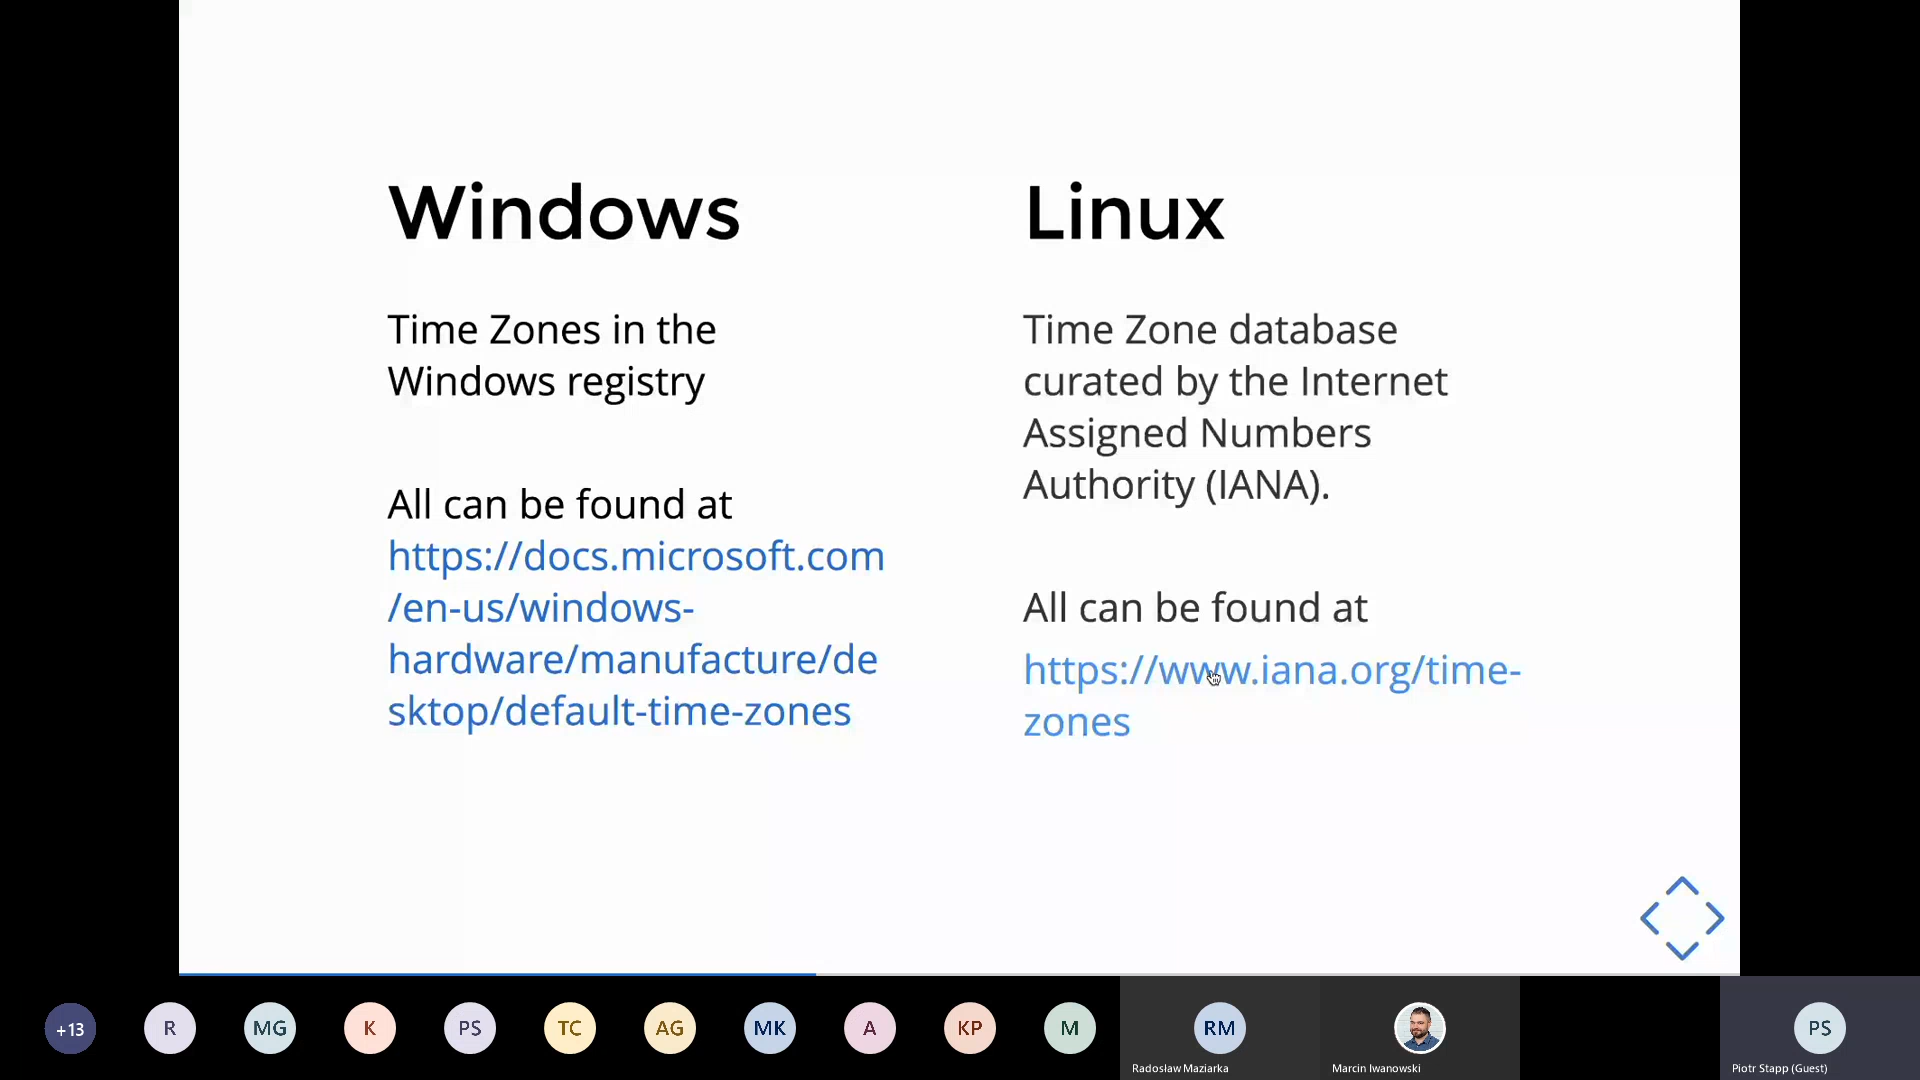 Windows
Time Zones in the
Windows registry
All can be found at
https://docs.microsoft.com
/en-us/windows-
hardware/manufacture/de
sktop/default-time-zones
Linux
Time Zone database
curated by the Internet
Assigned Numbers
Authority (IANA).
All can be found at
https://www.iana.org/time-
zones
+13
R
MG
K
PS
TC
AG
MK
A
KP
M
RM
Radosław Maziarka
Marcin Iwanowski
PS
Piotr Stapp (Guest)